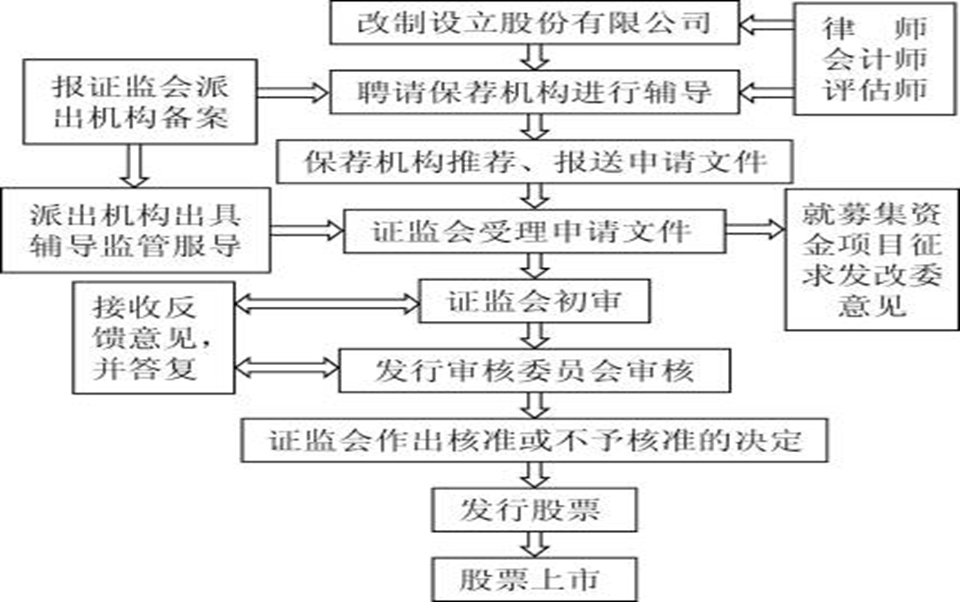 改制设立股份有限公司
律 师
会计师
评估师
报证监会派
出机构备案
聘请保荐机构进行辅导
保荐机构推荐、报送申请文件
派出机构出具
辅导监管服导
证监会受理申请文件
就募集资
金项目征
求发改委
意见
接收反
馈意见，
并答复
证监会初审
发行审核委员会审核
证监会作出核准或不予核准的决定
发行股票
股票上市